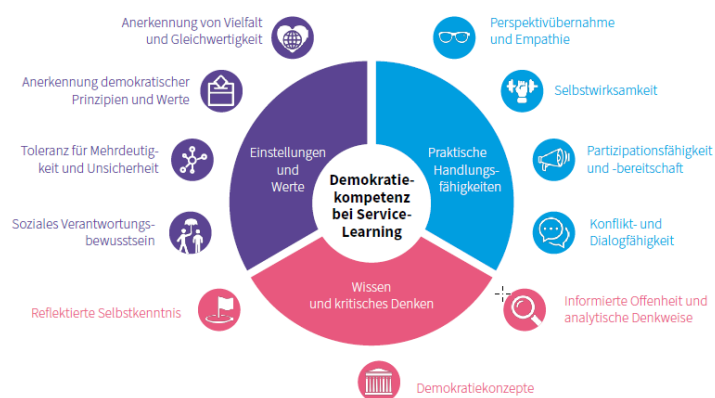 Anerkennung von Vielfalt
und Gleichwertigkeit
Anerkennung demokratischer
Prinzipien und Werte
Toleranz für Mehrdeutig-
keit und Unsicherheit
Soziales Verantwortungs-
bewusstsein
Reflektierte Selbstkenntnis
Einstellungen
und
Werte
Demokratie-
kompetenz
bei Service-
Learning
Praktische
Handlungs-
fähigkeiten
Wissen
und kritisches Denken
Perspektivübernahme
und Empathie
Selbstwirksamkeit
Partizipationsfähigkeit
und -bereitschaft
Konflikt- und
Dialogfähigkeit
Informierte Offenheit und
analytische Denkweise
Demokratiekonzepte